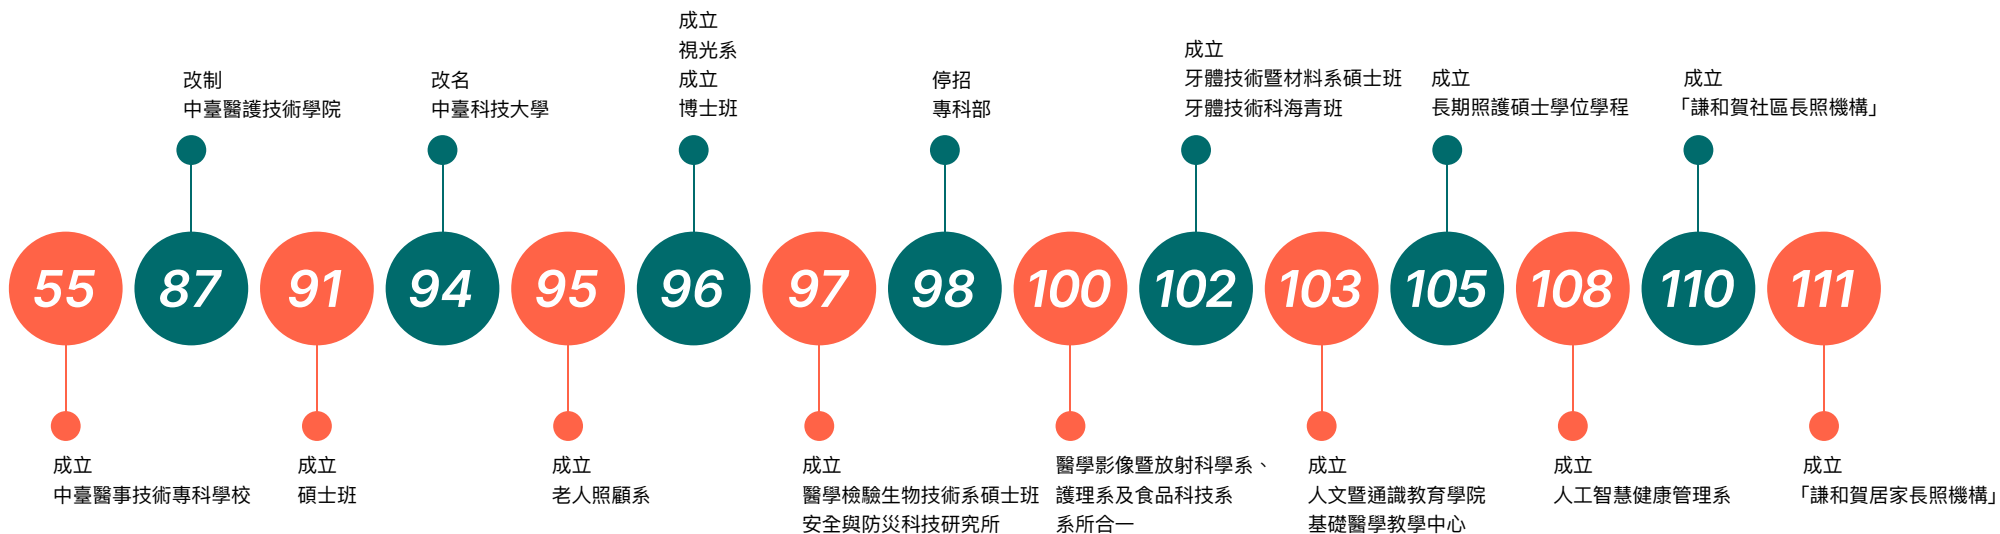 55
成立
中臺醫事技術專科學校
改制
中臺醫護技術學院
87
91
成立
碩士班
改名
中臺科技大學
94
95
成立
老人照顧系
成立
視光系
成立
博士班
96
97
成立
醫學檢驗生物技術系碩士班
安全與防災科技研究所
停招
專科部
98
100
醫學影像暨放射科學系、
護理系及食品科技系
系所合一
成立
牙體技術暨材料系碩士班
牙體技術科海青班
102
103
成立
人文暨通識教育學院
基礎醫學教學中心
成立
長期照護碩士學位學程
105
108
成立
人工智慧健康管理系
成立
「謙和賀社區長照機構」
110
111
成立
「謙和賀居家長照機構」